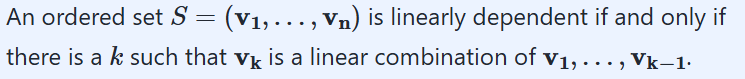 An ordered set S = (v₁, . . . , vₙ) is linearly dependent if and only if
there is a k such that vₖ is a linear combination of v₁, . . . , vₖ₋₁.